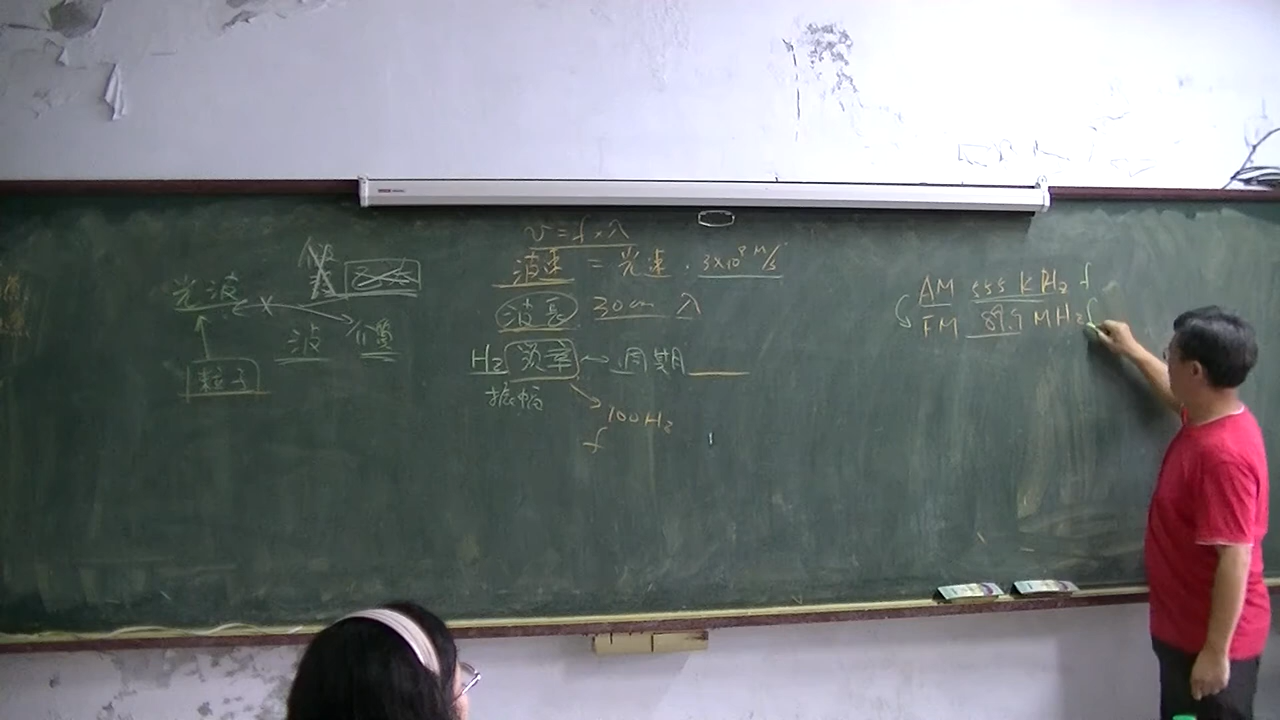 光波
波
介質
粒子
v=f×λ
波速 = 光速 . 3×10⁸ M/s
波長 30cm λ
Hz 頻率 ↔ 周期
振幅
100Hz
f
AM 555 KHz f
FM 89.9 MHz f